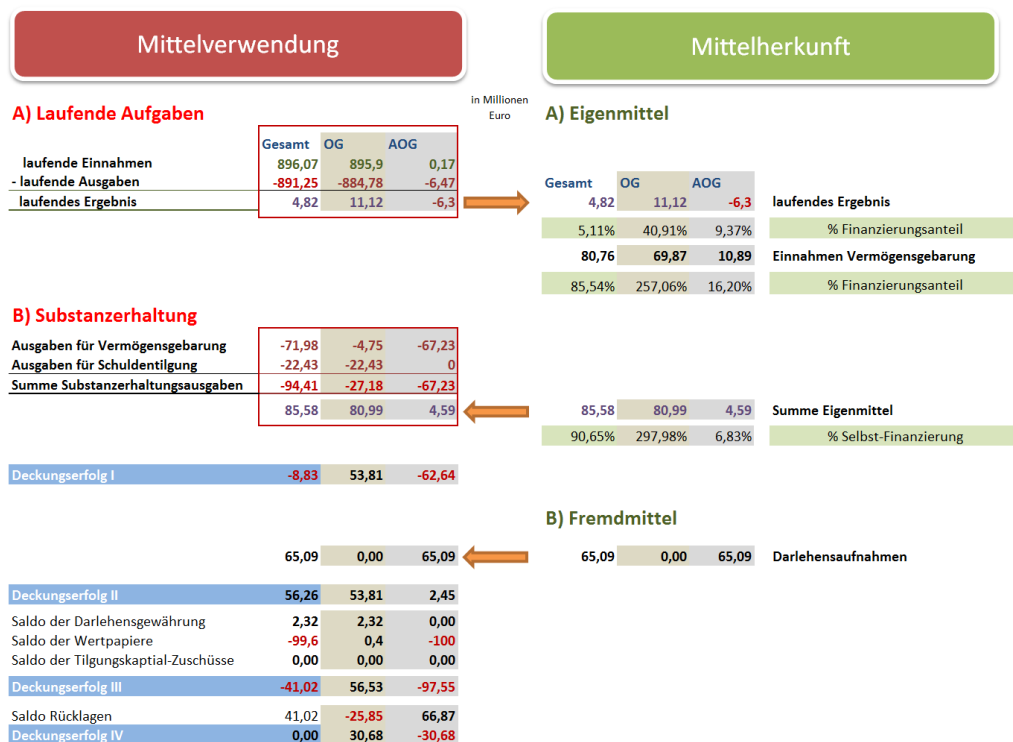 Mittelverwendung
Mittelherkunft
in Millionen
Euro
A) Laufende Aufgaben
Gesamt OG AOG
laufende Einnahmen 896,07 895,9 0,17
- laufende Ausgaben -891,25 -884,78 -6,47
laufendes Ergebnis 4,82 11,12 -6,3
A) Eigenmittel
Gesamt OG AOG
4,82 11,12 -6,3 laufendes Ergebnis
5,11% 40,91% 9,37% % Finanzierungsanteil
80,76 69,87 10,89 Einnahmen Vermögensgebarung
85,54% 257,06% 16,20% % Finanzierungsanteil
B) Substanzerhaltung
Ausgaben für Vermögensgebarung -71,98 -4,75 -67,23
Ausgaben für Schuldentilgung -22,43 -22,43 0
Summe Substanzerhaltungsausgaben -94,41 -27,18 -67,23
85,58 80,99 4,59
85,58 80,99 4,59 Summe Eigenmittel
90,65% 297,98% 6,83% % Selbst-Finanzierung
Deckungserfolg I -8,83 53,81 -62,64
B) Fremdmittel
65,09 0,00 65,09
65,09 0,00 65,09 Darlehensaufnahmen
Deckungserfolg II 56,26 53,81 2,45
Saldo der Darlehensgewährung 2,32 2,32 0,00
Saldo der Wertpapiere -99,6 0,4 -100
Saldo der Tilgungskaptial-Zuschüsse 0,00 0,00 0,00
Deckungserfolg III -41,02 56,53 -97,55
Saldo Rücklagen 41,02 -25,85 66,87
Deckungserfolg IV 0,00 30,68 -30,68